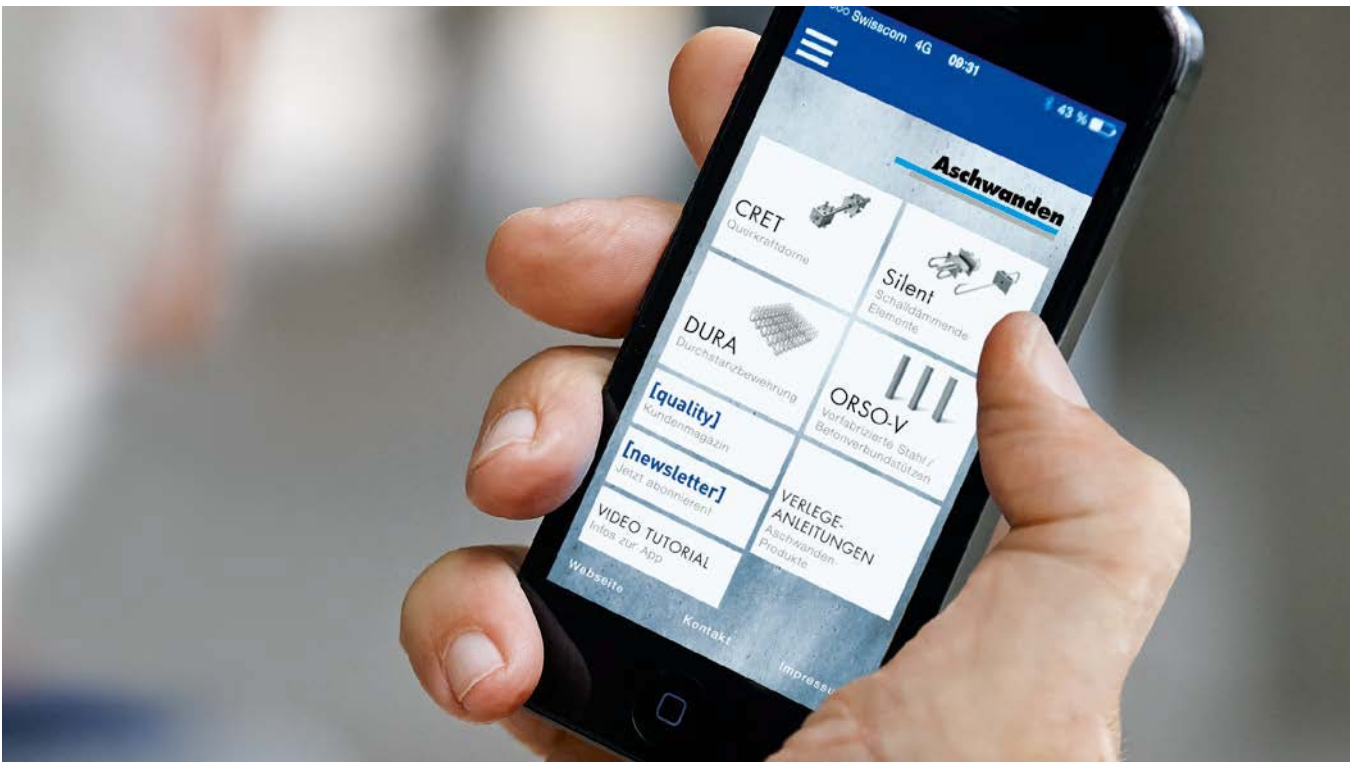 Swisscom 4G 09:31 43 %
Aschwanden
CRET
Querkraftdorne
Silent
Schalldämmende
Elemente
DURA
Durchstanzbewehrung
ORSO-V
Vorfabrizierte Stahl /
Betonverbundstützen
[quality]
Kundenmagazin
[newsletter]
Jetzt abonnieren!
VIDEO TUTORIAL
Infos zur App
VERLEGE-
ANLEITUNGEN
Aschwanden-
Produkte
Webseite Kontakt Impressu